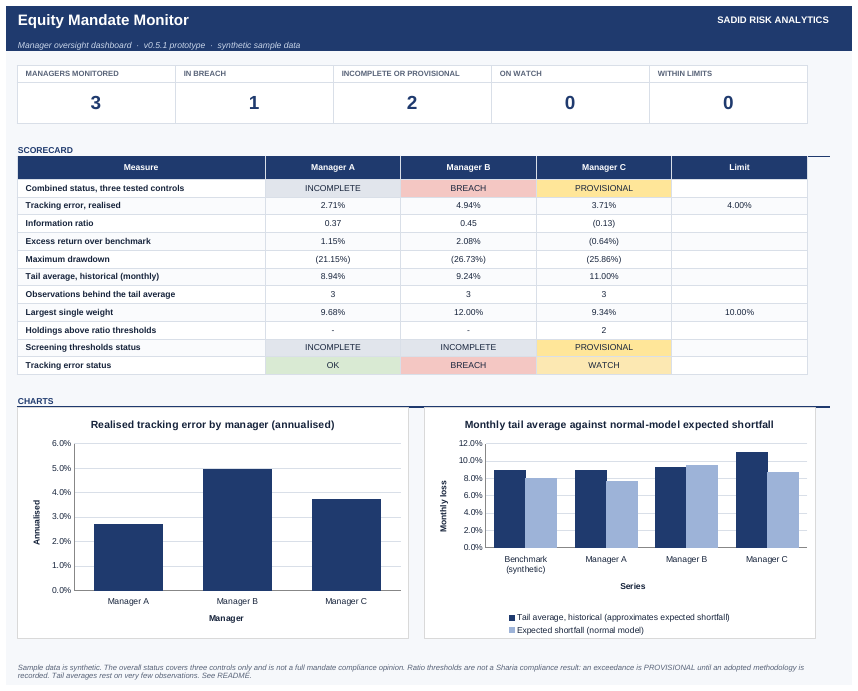 Equity Mandate Monitor
SADID RISK ANALYTICS
Manager oversight dashboard · v0.5.1 prototype · synthetic sample data
MANAGERS MONITORED IN BREACH INCOMPLETE OR PROVISIONAL ON WATCH WITHIN LIMITS
3 1 2 0 0
SCORECARD
Measure Manager A Manager B Manager C Limit
Combined status, three tested controls INCOMPLETE BREACH PROVISIONAL
Tracking error, realised 2.71% 4.94% 3.71% 4.00%
Information ratio 0.37 0.45 (0.13)
Excess return over benchmark 1.15% 2.08% (0.64%)
Maximum drawdown (21.15%) (26.73%) (25.86%)
Tail average, historical (monthly) 8.94% 9.24% 11.00%
Observations behind the tail average 3 3 3
Largest single weight 9.68% 12.00% 9.34% 10.00%
Holdings above ratio thresholds - - 2
Screening thresholds status INCOMPLETE INCOMPLETE PROVISIONAL
Tracking error status OK BREACH WATCH
CHARTS
Realised tracking error by manager (annualised)
6.0%
5.0%
4.0%
3.0%
2.0%
1.0%
0.0%
Annualised
Manager A Manager B Manager C
Manager
Monthly tail average against normal-model expected shortfall
12.0%
10.0%
8.0%
6.0%
4.0%
2.0%
0.0%
Monthly loss
Benchmark (synthetic) Manager A Manager B Manager C
Series
Tail average, historical (approximates expected shortfall)
Expected shortfall (normal model)
Sample data is synthetic. The overall status covers three controls only and is not a full mandate compliance opinion. Ratio thresholds are not a Sharia compliance result: an exceedance is PROVISIONAL until an adopted methodology is
recorded. Tail averages rest on very few observations. See README.